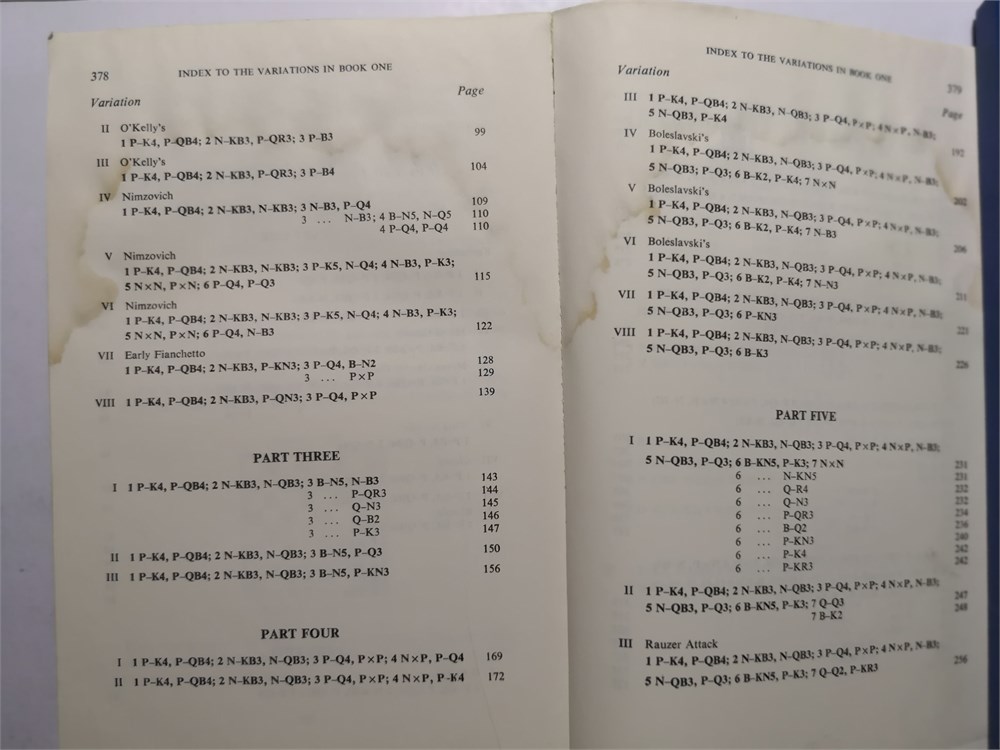 378
INDEX TO THE VARIATIONS IN BOOK ONE
Variation Page
II O'Kelly's
1 P–K4, P–QB4; 2 N–KB3, P–QR3; 3 P–B3 99
III O'Kelly's
1 P–K4, P–QB4; 2 N–KB3, P–QR3; 3 P–B4 104
IV Nimzovich
1 P–K4, P–QB4; 2 N–KB3, N–KB3; 3 N–B3, P–Q4 109
3 ... N–B3; 4 B–N5, N–Q5 110
4 P–Q4, P–Q4 110
V Nimzovich
1 P–K4, P–QB4; 2 N–KB3, N–KB3; 3 P–K5, N–Q4; 4 N–B3, P–K3;
5 N×N, P×N; 6 P–Q4, P–Q3 115
VI Nimzovich
1 P–K4, P–QB4; 2 N–KB3, N–KB3; 3 P–K5, N–Q4; 4 N–B3, P–K3;
5 N×N, P×N; 6 P–Q4, N–B3 122
VII Early Fianchetto
1 P–K4, P–QB4; 2 N–KB3, P–KN3; 3 P–Q4, B–N2 128
3 ... P×P 129
VIII 1 P–K4, P–QB4; 2 N–KB3, P–QN3; 3 P–Q4, P×P 139
PART THREE
I 1 P–K4, P–QB4; 2 N–KB3, N–QB3; 3 B–N5, N–B3 143
3 ... P–QR3 144
3 ... Q–N3 145
3 ... Q–B2 146
3 ... P–K3 147
II 1 P–K4, P–QB4; 2 N–KB3, N–QB3; 3 B–N5, P–Q3 150
III 1 P–K4, P–QB4; 2 N–KB3, N–QB3; 3 B–N5, P–KN3 156
PART FOUR
I 1 P–K4, P–QB4; 2 N–KB3, N–QB3; 3 P–Q4, P×P; 4 N×P, P–Q4 169
II 1 P–K4, P–QB4; 2 N–KB3, N–QB3; 3 P–Q4, P×P; 4 N×P, P–K4 172
INDEX TO THE VARIATIONS IN BOOK ONE
379
Variation Page
III 1 P–K4, P–QB4; 2 N–KB3, N–QB3; 3 P–Q4, P×P; 4 N×P, N–B3;
5 N–QB3, P–K4 192
IV Boleslavski's
1 P–K4, P–QB4; 2 N–KB3, N–QB3; 3 P–Q4, P×P; 4 N×P, N–B3;
5 N–QB3; P–Q3; 6 B–K2, P–K4; 7 N×N 202
V Boleslavski's
1 P–K4, P–QB4; 2 N–KB3, N–QB3; 3 P–Q4, P×P; 4 N×P, N–B3;
5 N–QB3, P–Q3; 6 B–K2, P–K4; 7 N–B3 206
VI Boleslavski's
1 P–K4, P–QB4; 2 N–KB3, N–QB3; 3 P–Q4, P×P; 4 N×P, N–B3;
5 N–QB3, P–Q3; 6 B–K2, P–K4; 7 N–N3 211
VII 1 P–K4, P–QB4; 2 N–KB3, N–QB3; 3 P–Q4, P×P; 4 N×P, N–B3;
5 N–QB3, P–Q3; 6 P–KN3 221
VIII 1 P–K4, P–QB4; 2 N–KB3, N–QB3; 3 P–Q4, P×P; 4 N×P, N–B3;
5 N–QB3, P–Q3; 6 B–K3 226
PART FIVE
I 1 P–K4, P–QB4; 2 N–KB3, N–QB3; 3 P–Q4, P×P; 4 N×P, N–B3;
5 N–QB3, P–Q3; 6 B–KN5, P–K3; 7 N×N 231
6 ... N–KN5 231
6 ... Q–R4 232
6 ... Q–N3 232
6 ... P–QR3 234
6 ... B–Q2 236
6 ... P–KN3 240
6 ... P–K4 242
6 ... P–KR3 242
II 1 P–K4, P–QB4; 2 N–KB3, N–QB3; 3 P–Q4, P×P; 4 N×P, N–B3;
5 N–QB3, P–Q3; 6 B–KN5, P–K3; 7 Q–Q3 247
7 B–K2 248
III Rauzer Attack
1 P–K4, P–QB4; 2 N–KB3, N–QB3; 3 P–Q4, P×P; 4 N×P, N–B3;
5 N–QB3, P–Q3; 6 B–KN5, P–K3; 7 Q–Q2, P–KR3 256